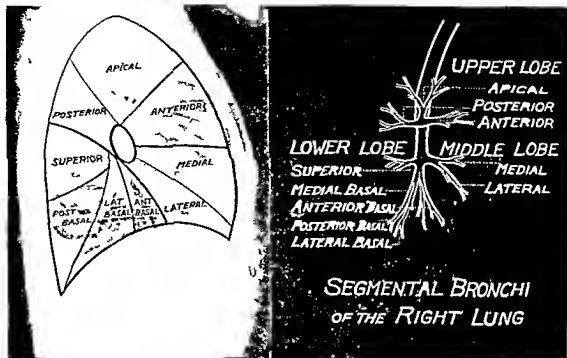 APICAL
POSTERIOR
ANTERIOR
SUPERIOR
MEDIAL
POST BASAL
LAT. BASAL
ANT BASAL
LATERAL
UPPER LOBE
APICAL
POSTERIOR
ANTERIOR
LOWER LOBE
MIDDLE LOBE
SUPERIOR
MEDIAL
MEDIAL BASAL
LATERAL
ANTERIOR BASAL
POSTERIOR BASAL
LATERAL BASAL
SEGMENTAL BRONCHI
OF THE RIGHT LUNG